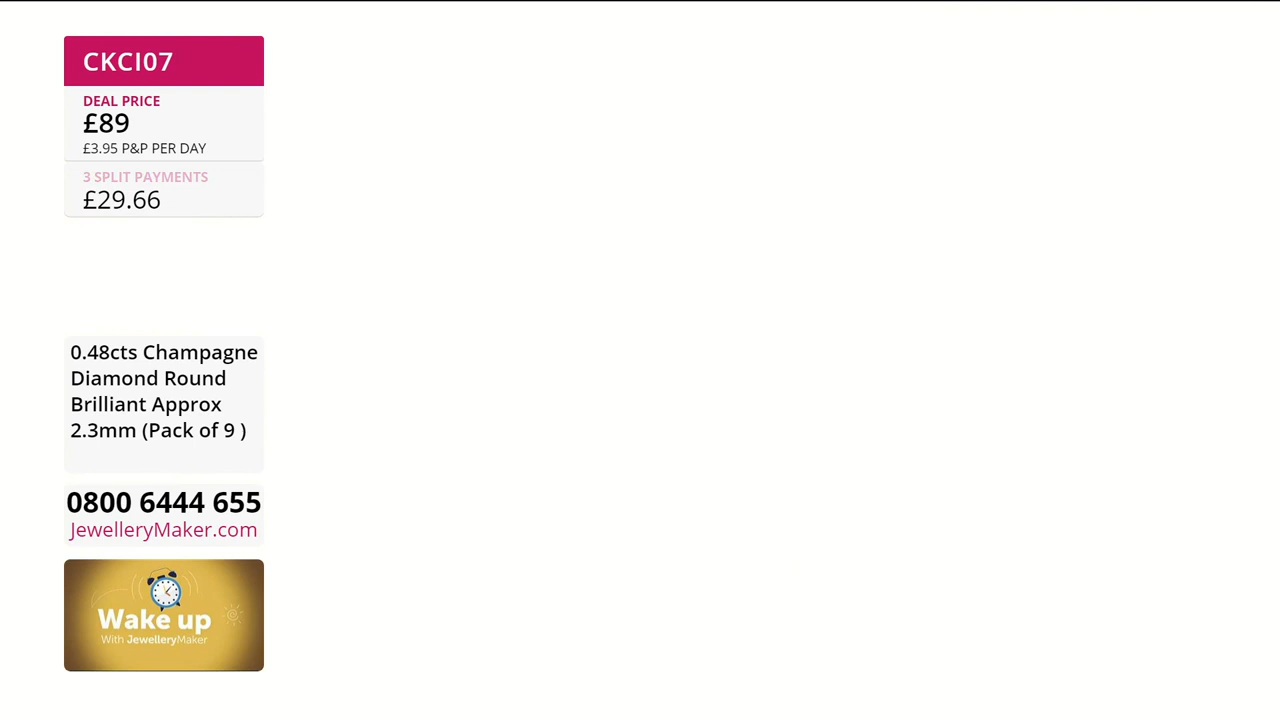 CKCI07
DEAL PRICE
£89
£3.95 P&P PER DAY
3 SPLIT PAYMENTS
£29.66
0.48cts Champagne
Diamond Round
Brilliant Approx
2.3mm (Pack of 9 )
0800 6444 655
JewelleryMaker.com
Wake up
With JewelleryMaker